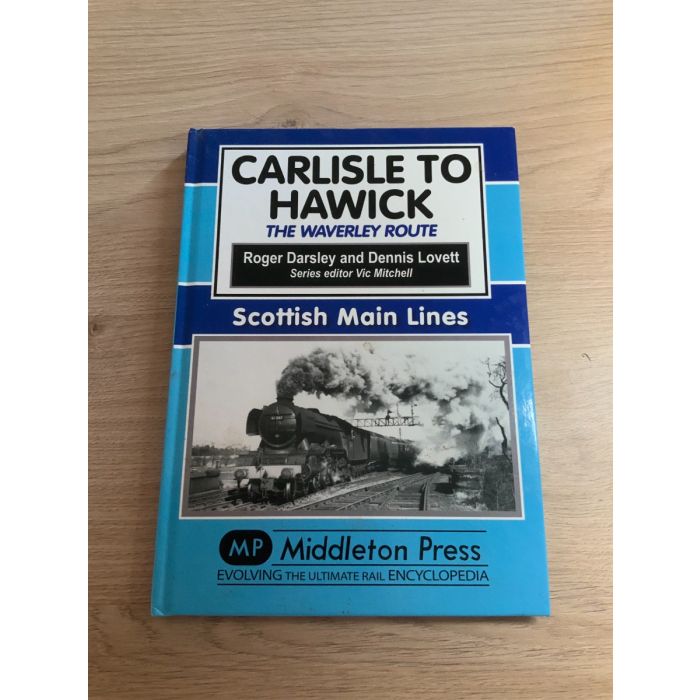 CARLISLE TO
HAWICK
THE WAVERLEY ROUTE
Roger Darsley and Dennis Lovett
Series editor Vic Mitchell
Scottish Main Lines
MP Middleton Press
EVOLVING THE ULTIMATE RAIL ENCYCLOPEDIA